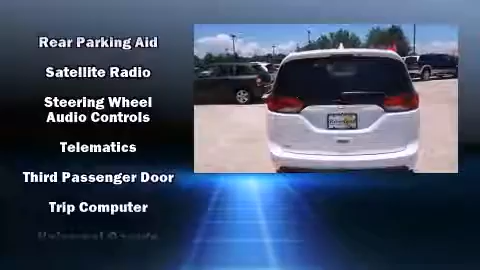 Rear Parking Aid
Satellite Radio
Steering Wheel
Audio Controls
Telematics
Third Passenger Door
Trip Computer